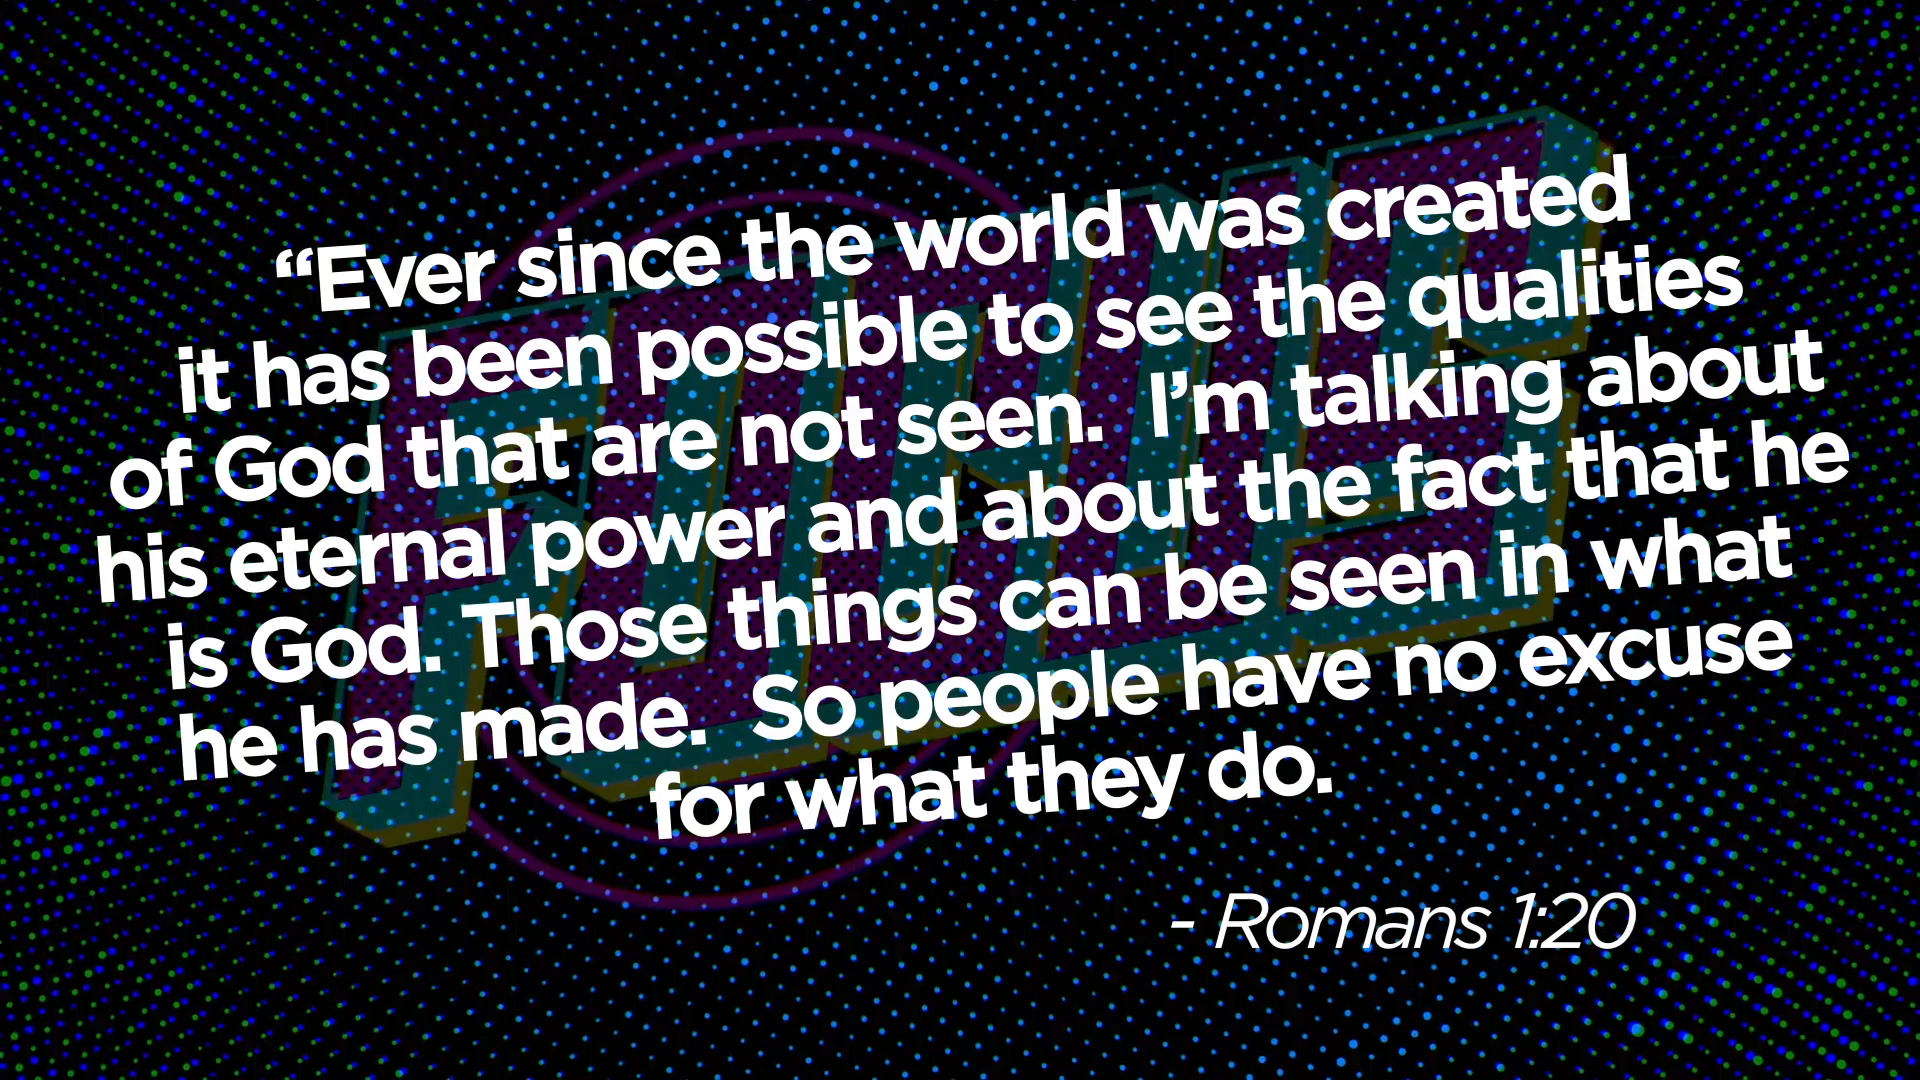 “Ever since the world was created
it has been possible to see the qualities
of God that are not seen.  I’m talking about
his eternal power and about the fact that he
is God. Those things can be seen in what
he has made.  So people have no excuse
for what they do.
- Romans 1:20